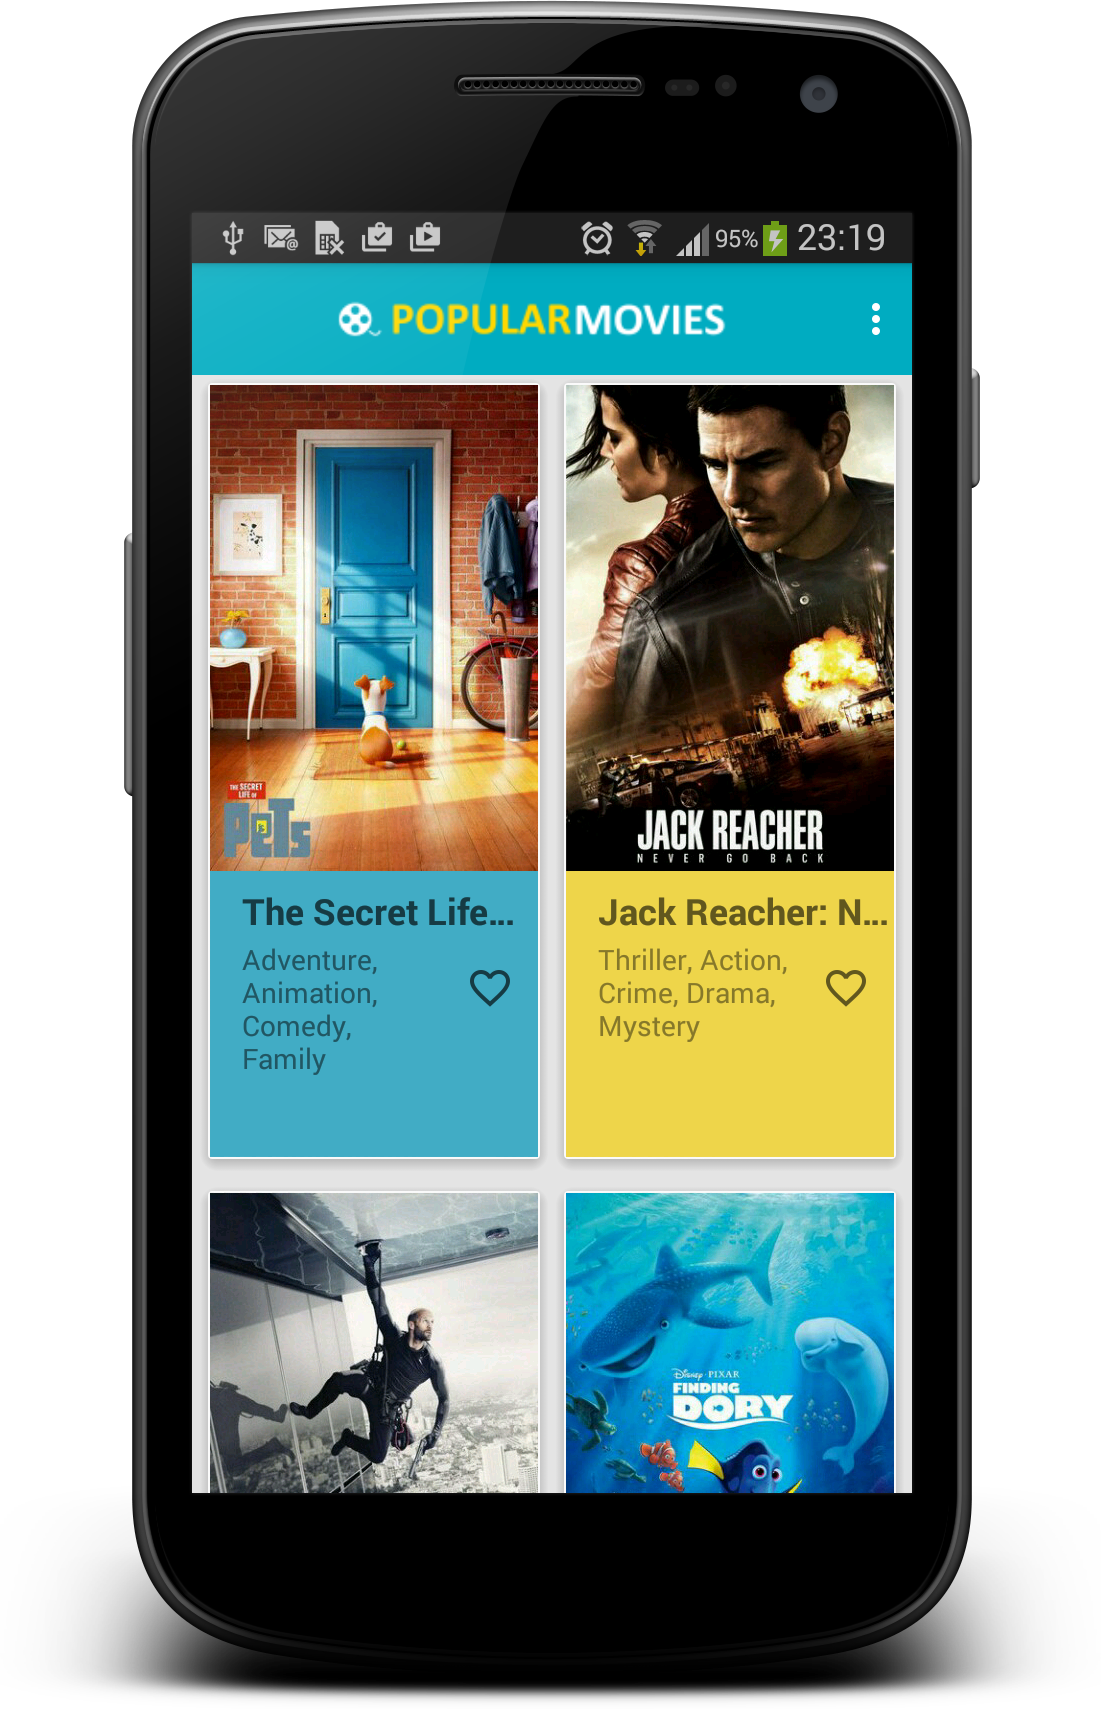 95% 23:19
POPULARMOVIES
THE SECRET
LIFE OF
PeTs
JACK REACHER
NEVER GO BACK
The Secret Life...
Adventure,
Animation,
Comedy,
Family
Jack Reacher: N...
Thriller, Action,
Crime, Drama,
Mystery
Disney · PIXAR
FINDING
DORY